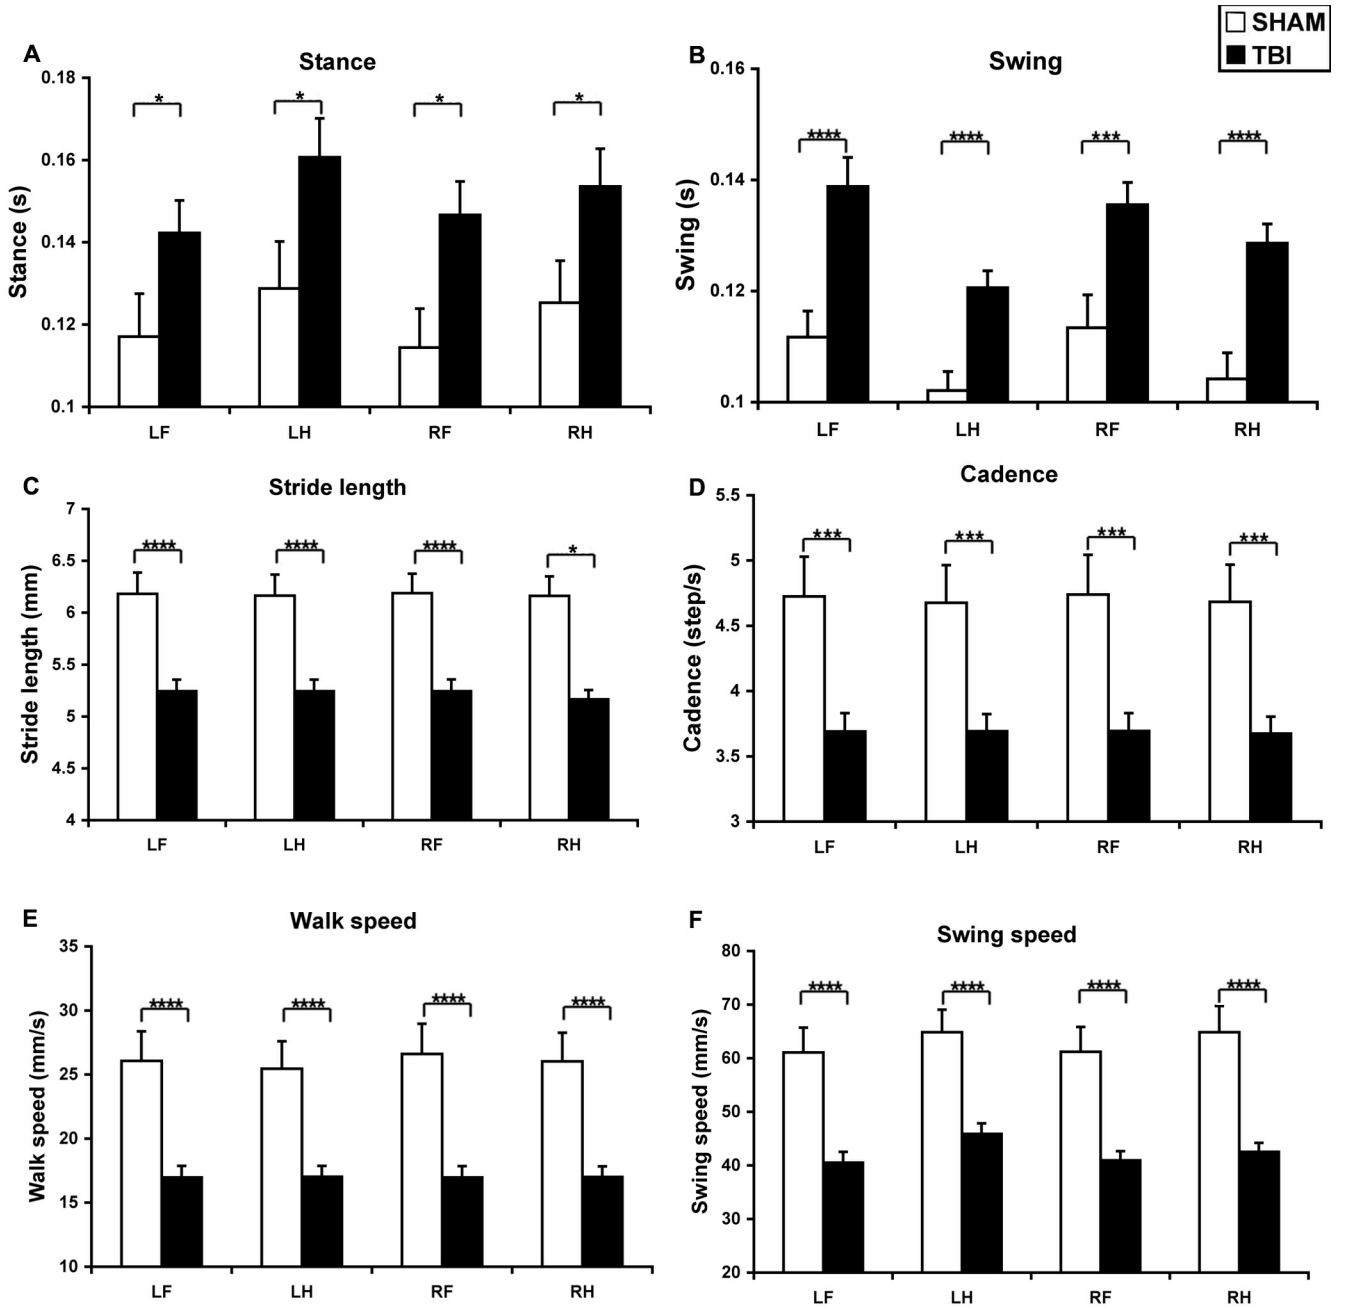 SHAM
TBI
A
Stance
Stance (s)
0.18
0.16
0.14
0.12
0.1
* * * *
LF LH RF RH
B
Swing
Swing (s)
0.16
0.14
0.12
0.1
**** **** *** ****
LF LH RF RH
C
Stride length
Stride length (mm)
7
6.5
6
5.5
5
4.5
4
**** **** **** *
LF LH RF RH
D
Cadence
Cadence (step/s)
5.5
5
4.5
4
3.5
3
*** *** *** ***
LF LH RF RH
E
Walk speed
Walk speed (mm/s)
35
30
25
20
15
10
**** **** **** ****
LF LH RF RH
F
Swing speed
Swing speed (mm/s)
80
70
60
50
40
30
20
**** **** **** ****
LF LH RF RH